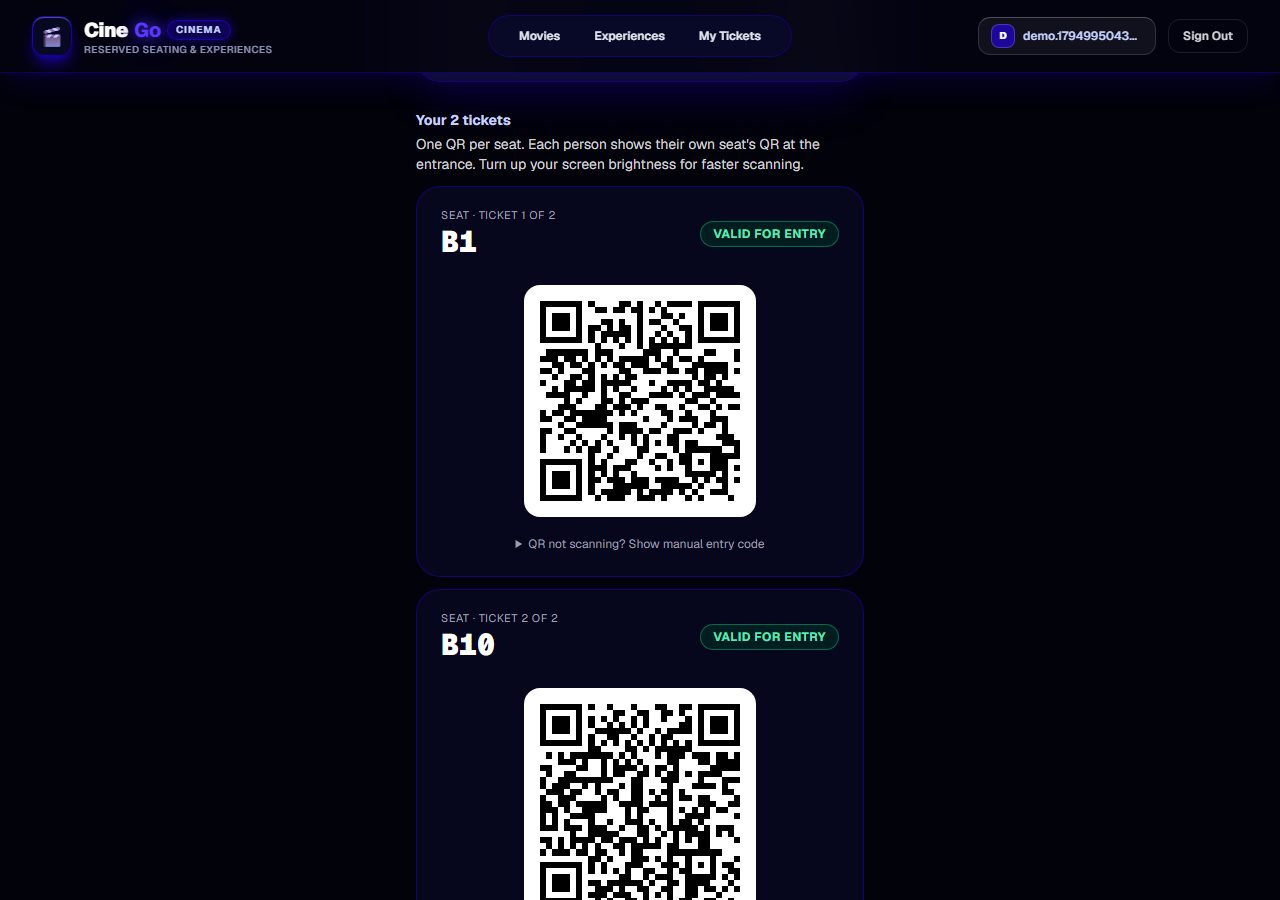 Cine Go CINEMA
RESERVED SEATING & EXPERIENCES
Movies
Experiences
My Tickets
D
demo.1794995043...
Sign Out
Your 2 tickets
One QR per seat. Each person shows their own seat's QR at the
entrance. Turn up your screen brightness for faster scanning.
SEAT · TICKET 1 OF 2
B1
VALID FOR ENTRY
QR not scanning? Show manual entry code
SEAT · TICKET 2 OF 2
B10
VALID FOR ENTRY